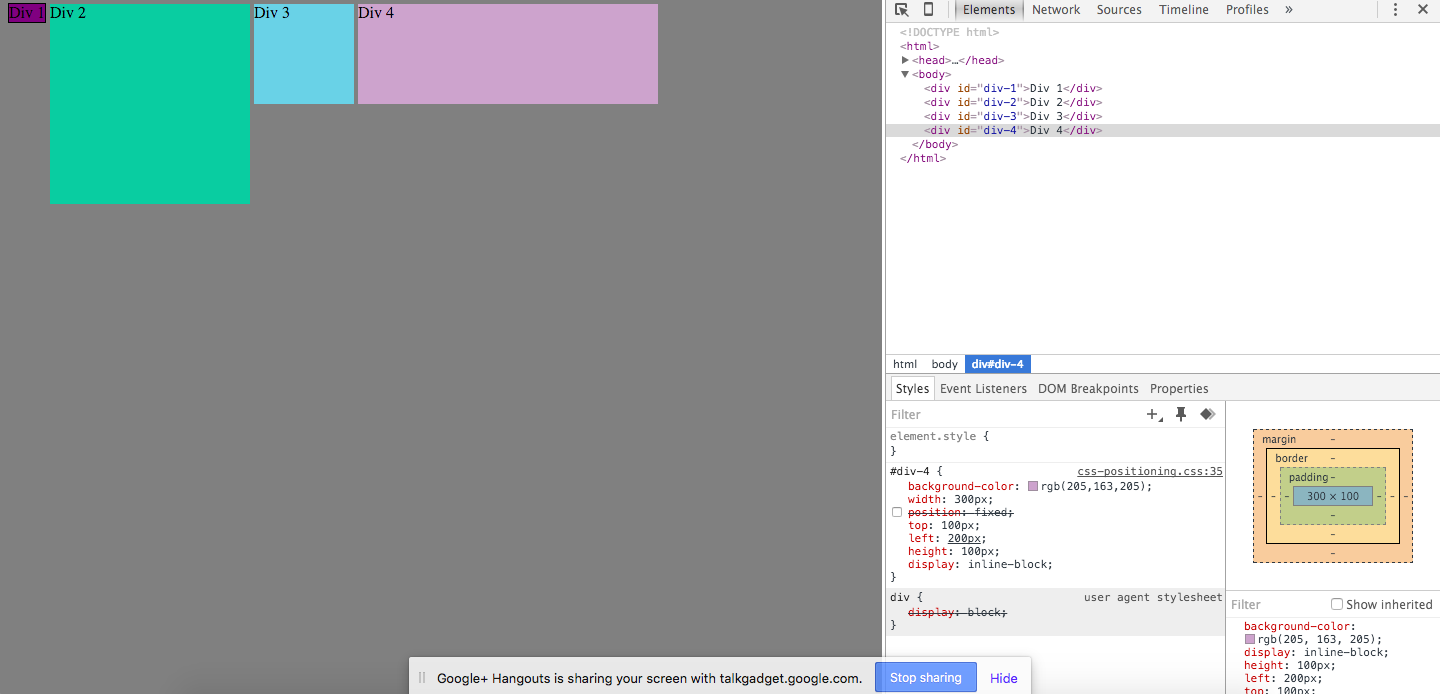 Div 1 Div 2 Div 3 Div 4
Elements Network Sources Timeline Profiles »
<!DOCTYPE html>
<html>
▶<head>…</head>
▼<body>
<div id="div-1">Div 1</div>
<div id="div-2">Div 2</div>
<div id="div-3">Div 3</div>
<div id="div-4">Div 4</div>
</body>
</html>
html body div#div-4
Styles Event Listeners DOM Breakpoints Properties
Filter
element.style {
}
#div-4 { css-positioning.css:35
background-color: rgb(205,163,205);
width: 300px;
position: fixed;
top: 100px;
left: 200px;
height: 100px;
display: inline-block;
}
div { user agent stylesheet
display: block;
}
margin -
border -
padding -
- - - 300 × 100 - - -
-
-
-
Filter Show inherited
background-color:
rgb(205, 163, 205);
display: inline-block;
height: 100px;
left: 200px;
top: 100px;
Google+ Hangouts is sharing your screen with talkgadget.google.com. Stop sharing Hide